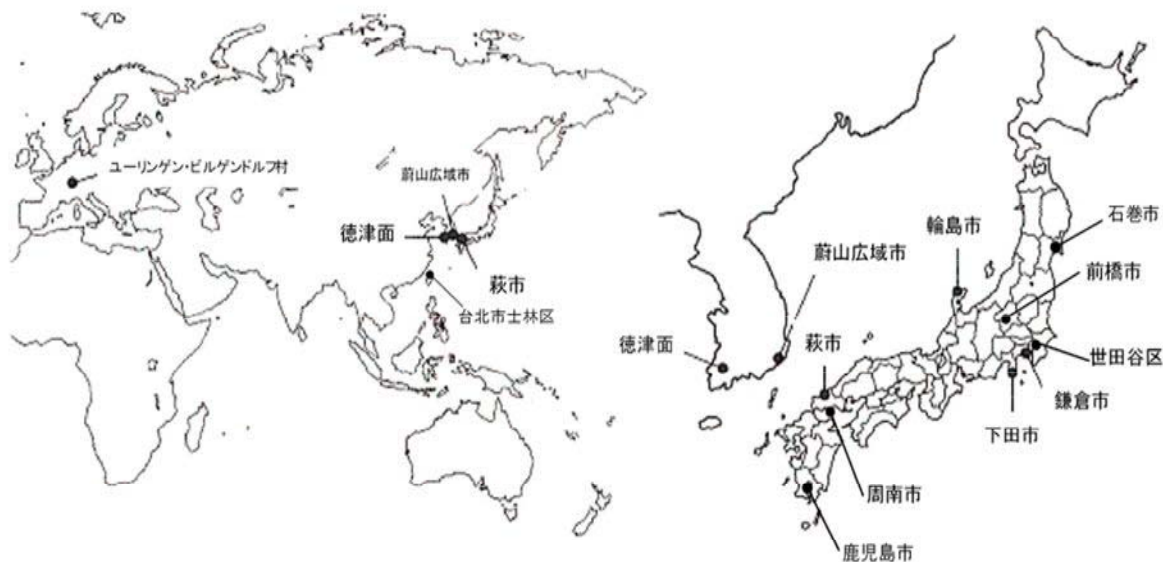 ユーリンゲン・ビルゲンドルフ村
蔚山広域市
徳津面
萩市
台北市士林区
石巻市
輪島市
前橋市
蔚山広域市
徳津面
萩市
世田谷区
鎌倉市
下田市
周南市
鹿児島市